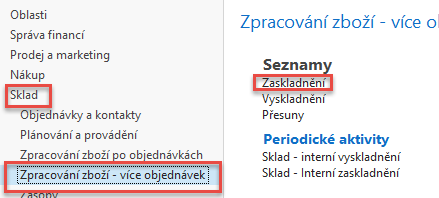 Oblasti
Správa financí
Prodej a marketing
Nákup
Sklad
Objednávky a kontakty
Plánování a provádění
Zpracování zboží po objednávkách
Zpracování zboží - více objednávek
Zásoby
Zpracování zboží - více ob
Seznamy
Zaskladnění
Vyskladnění
Přesuny
Periodické aktivity
Sklad - interní vyskladnění
Sklad - Interní zaskladnění